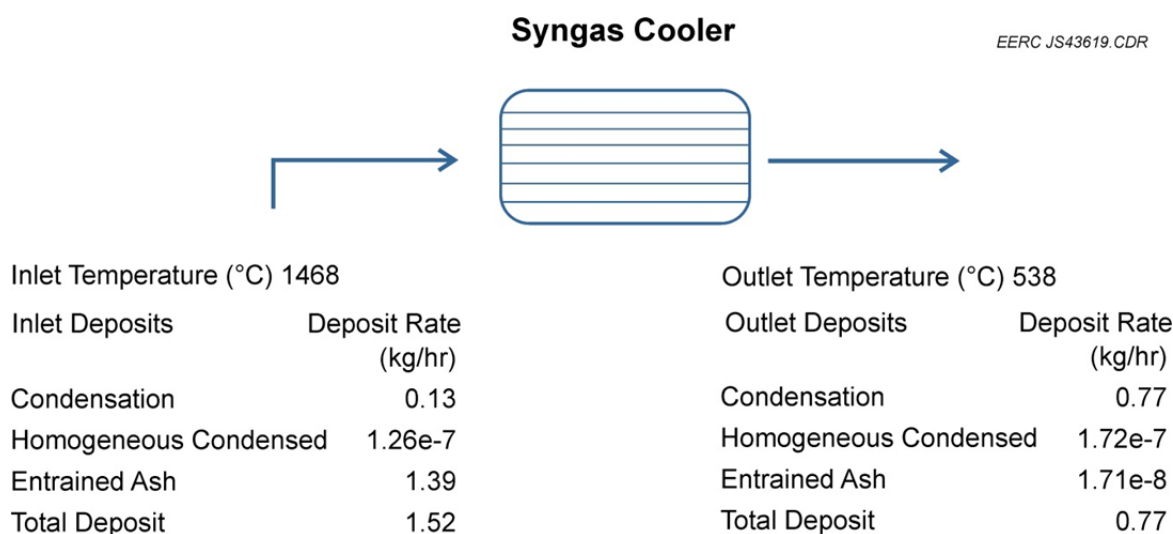 Syngas Cooler
EERC JS43619.CDR
Inlet Temperature (°C) 1468
Inlet Deposits Deposit Rate
(kg/hr)
Condensation 0.13
Homogeneous Condensed 1.26e-7
Entrained Ash 1.39
Total Deposit 1.52
Outlet Temperature (°C) 538
Outlet Deposits Deposit Rate
(kg/hr)
Condensation 0.77
Homogeneous Condensed 1.72e-7
Entrained Ash 1.71e-8
Total Deposit 0.77